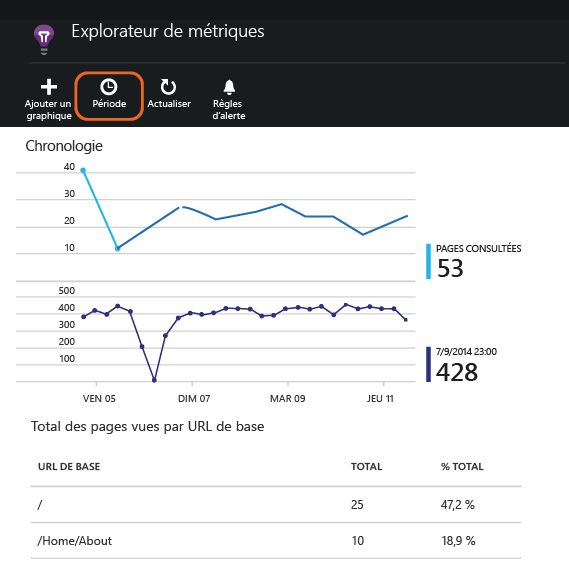 Explorateur de métriques
Ajouter un
graphique
Période
Actualiser
Règles
d'alerte
Chronologie
40
30
20
10
PAGES CONSULTÉES
53
500
400
300
200
100
7/9/2014 23:00
428
VEN 05 DIM 07 MAR 09 JEU 11
Total des pages vues par URL de base
URL DE BASE TOTAL % TOTAL
/ 25 47,2 %
/Home/About 10 18,9 %